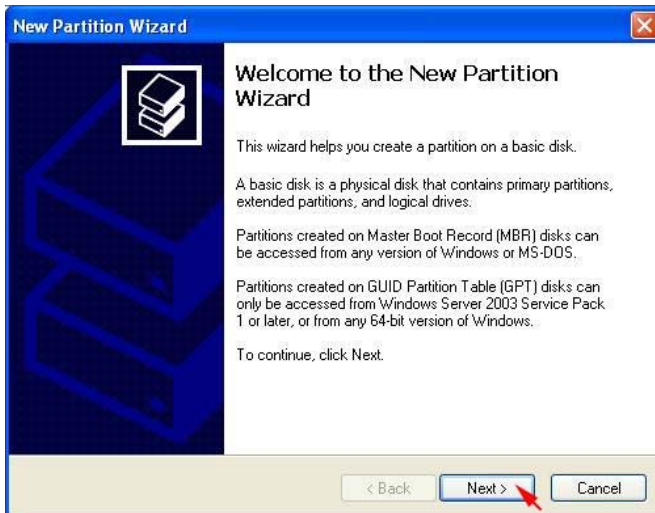 New Partition Wizard
Welcome to the New Partition
Wizard
This wizard helps you create a partition on a basic disk.
A basic disk is a physical disk that contains primary partitions,
extended partitions, and logical drives.
Partitions created on Master Boot Record (MBR) disks can
be accessed from any version of Windows or MS-DOS.
Partitions created on GUID Partition Table (GPT) disks can
only be accessed from Windows Server 2003 Service Pack
1 or later, or from any 64-bit version of Windows.
To continue, click Next.
< Back Next > Cancel